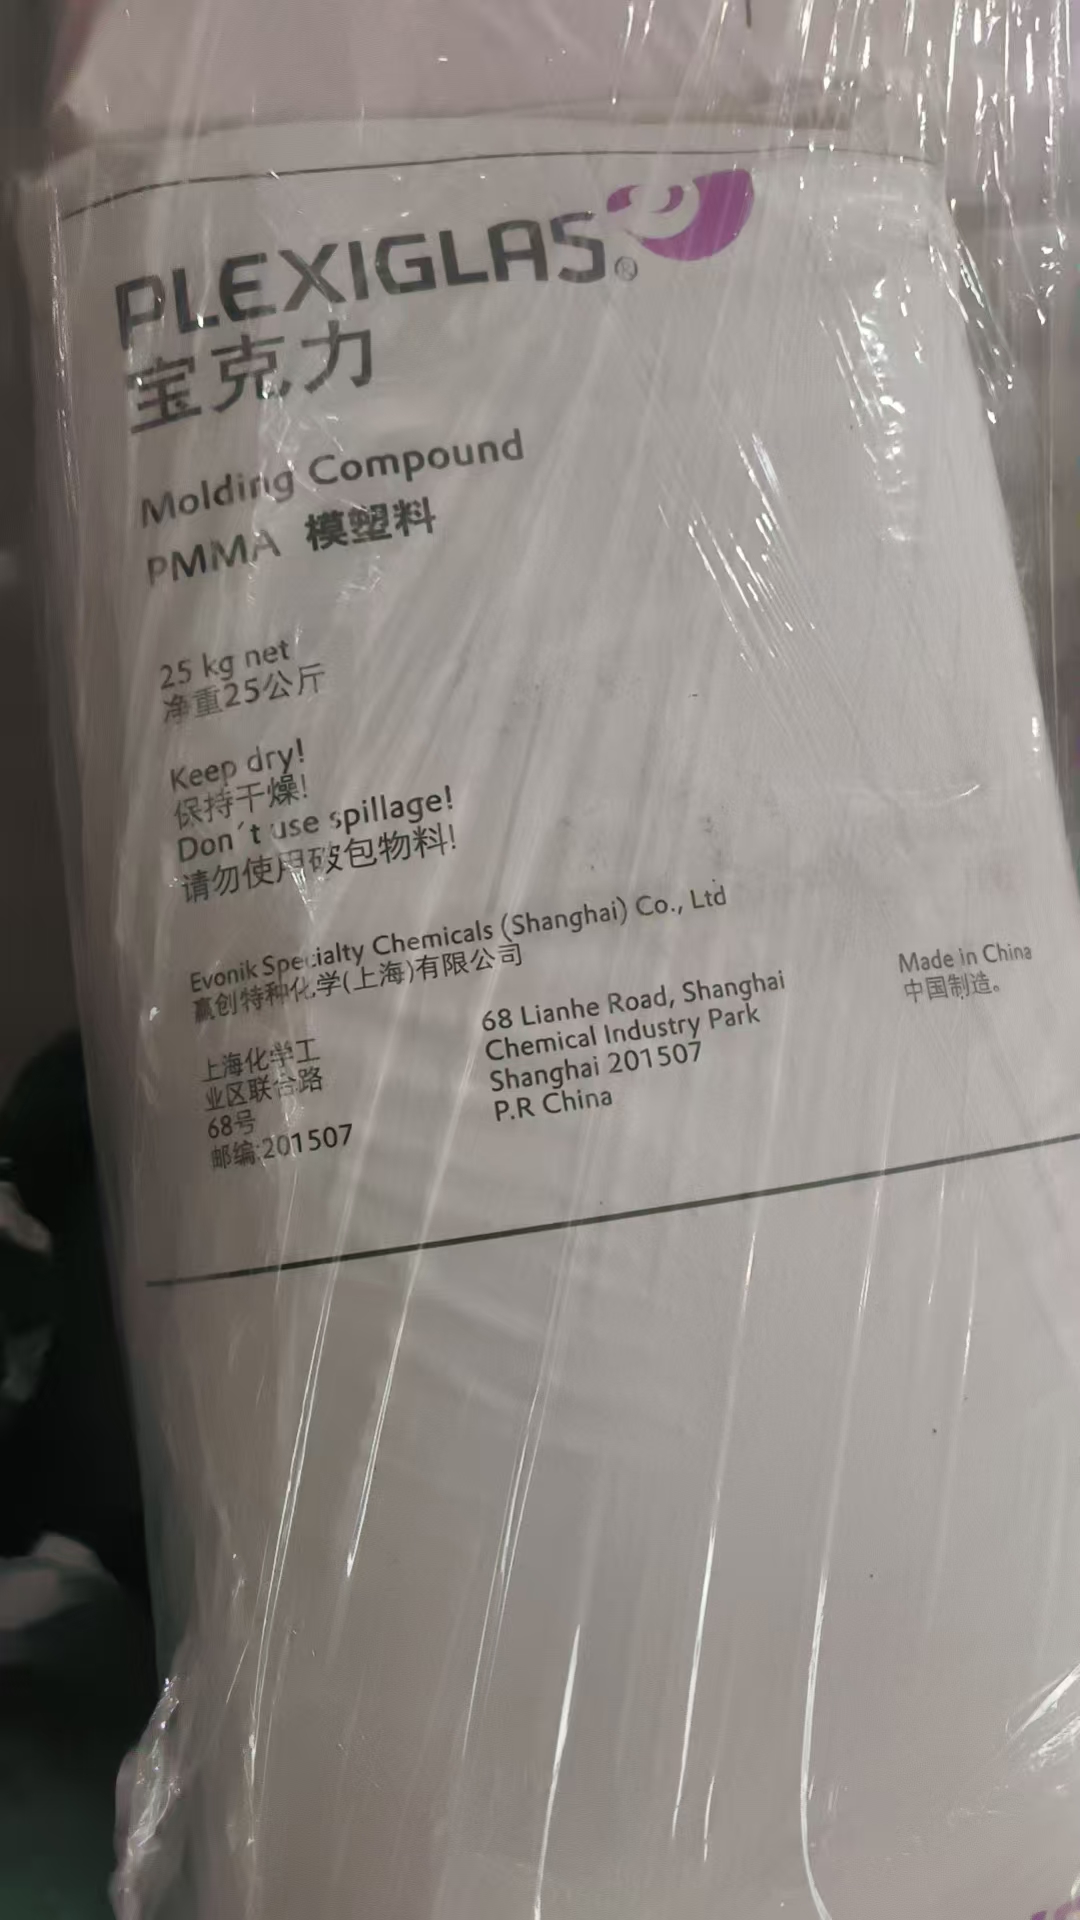 PLEXIGLAS®
宝克力
Molding Compound
PMMA 模塑料
25 kg net
净重25公斤
Keep dry!
保持干燥!
Don't use spillage!
请勿使用破包物料!
Evonik Specialty Chemicals (Shanghai) Co., Ltd
赢创特种化学(上海)有限公司
上海化学工
业区联合路
68号
邮编:201507
68 Lianhe Road, Shanghai
Chemical Industry Park
Shanghai 201507
P.R China
Made in China
中国制造。